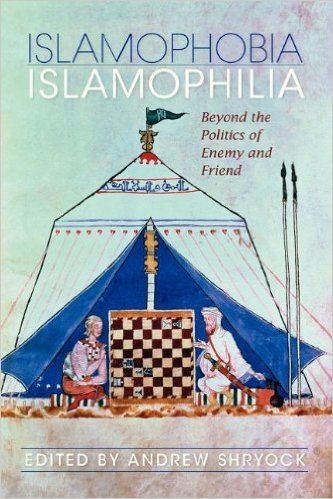 ISLAMOPHOBIA
ISLAMOPHILIA
Beyond the
Politics of
Enemy and
Friend
EDITED BY ANDREW SHRYOCK